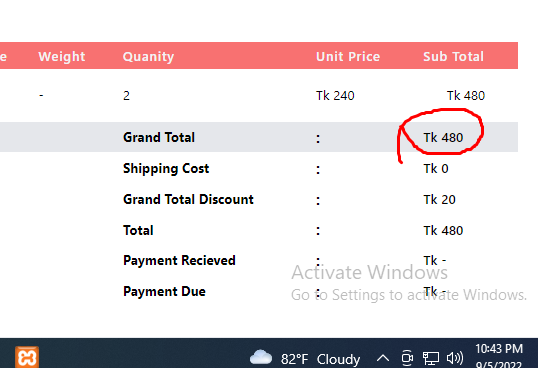 e Weight Quanity Unit Price Sub Total
- 2 Tk 240 Tk 480
Grand Total : Tk 480
Shipping Cost : Tk 0
Grand Total Discount : Tk 20
Total : Tk 480
Payment Recieved : Tk -
Activate Windows
Payment Due : Tk -
Go to Settings to activate Windows.
82°F Cloudy 10:43 PM
9/5/2022